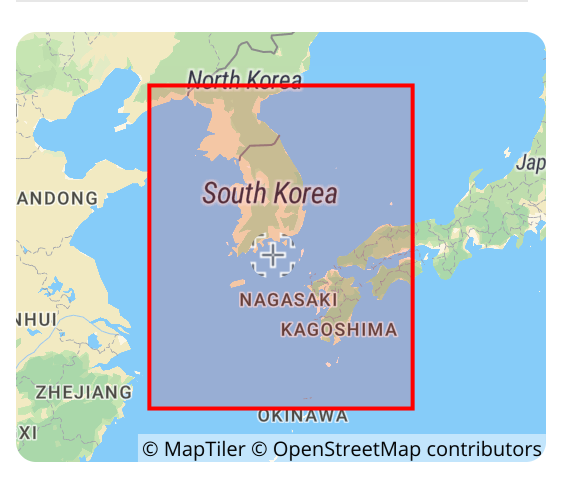 North Korea
Jap
ANDONG
South Korea
NAGASAKI
NHUI
KAGOSHIMA
ZHEJIANG
OKINAWA
XI
© MapTiler © OpenStreetMap contributors